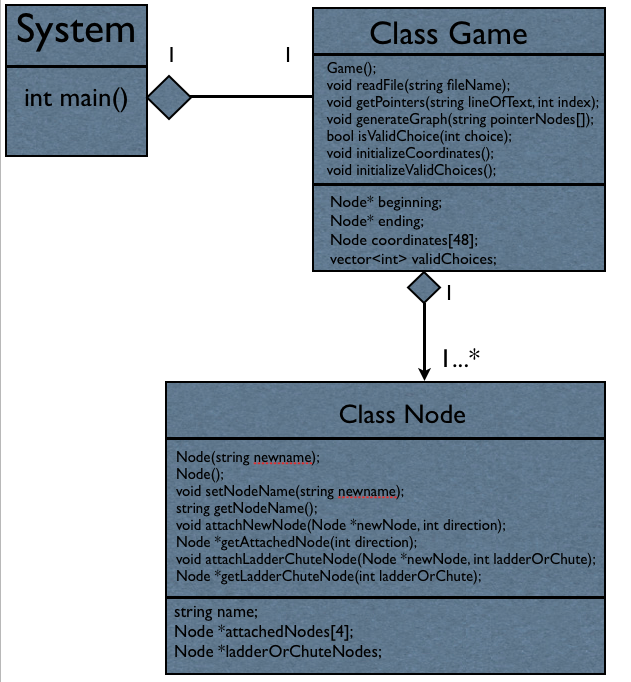 System
int main()
1
1
Class Game
Game();
void readFile(string fileName);
void getPointers(string lineOfText, int index);
void generateGraph(string pointerNodes[]);
bool isValidChoice(int choice);
void initializeCoordinates();
void initializeValidChoices();
Node* beginning;
Node* ending;
Node coordinates[48];
vector<int> validChoices;
1
1...*
Class Node
Node(string newname);
Node();
void setNodeName(string newname);
string getNodeName();
void attachNewNode(Node *newNode, int direction);
Node *getAttachedNode(int direction);
void attachLadderChuteNode(Node *newNode, int ladderOrChute);
Node *getLadderChuteNode(int ladderOrChute);
string name;
Node *attachedNodes[4];
Node *ladderOrChuteNodes;